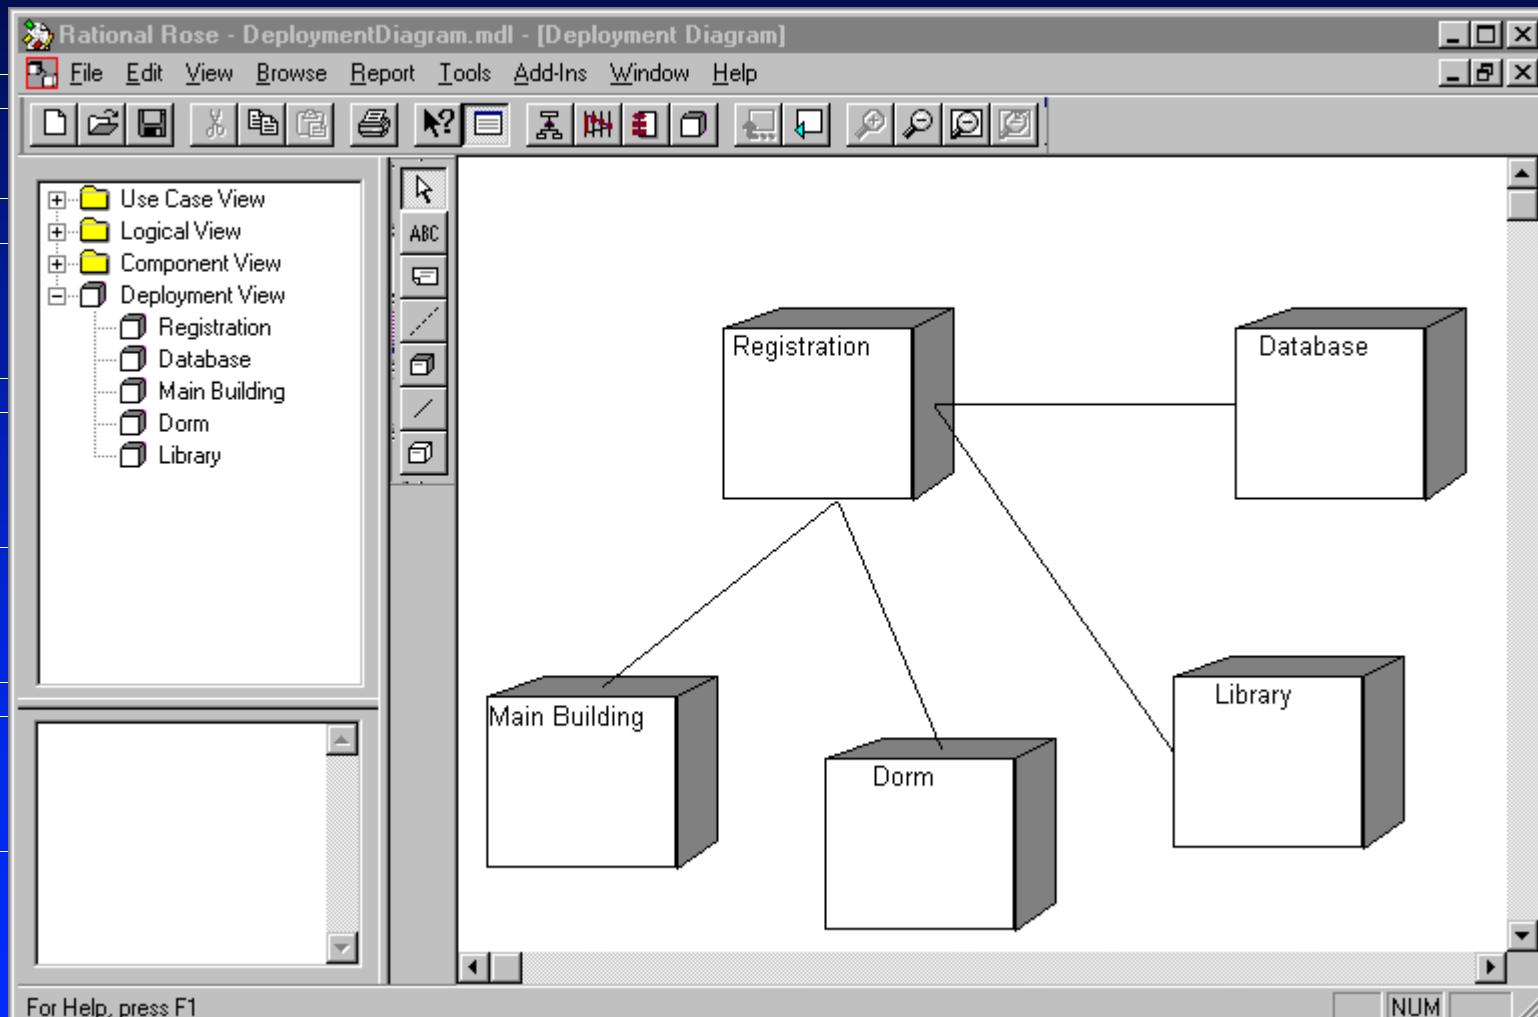 Rational Rose - DeploymentDiagram.mdl - [Deployment Diagram]
File Edit View Browse Report Tools Add-Ins Window Help
Use Case View
Logical View
Component View
Deployment View
Registration
Database
Main Building
Dorm
Library
ABC
Registration
Database
Main Building
Dorm
Library
For Help, press F1
NUM